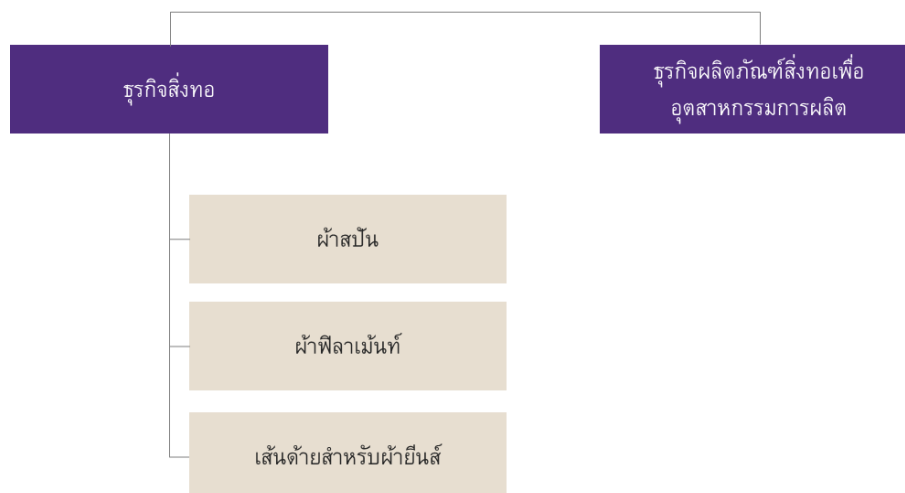 ธุรกิจสิ่งทอ
ธุรกิจผลิตภัณฑ์สิ่งทอเพื่อ
อุตสาหกรรมการผลิต
ผ้าสปัน
ผ้าฟิลาเม้นท์
เส้นด้ายสำหรับผ้ายีนส์